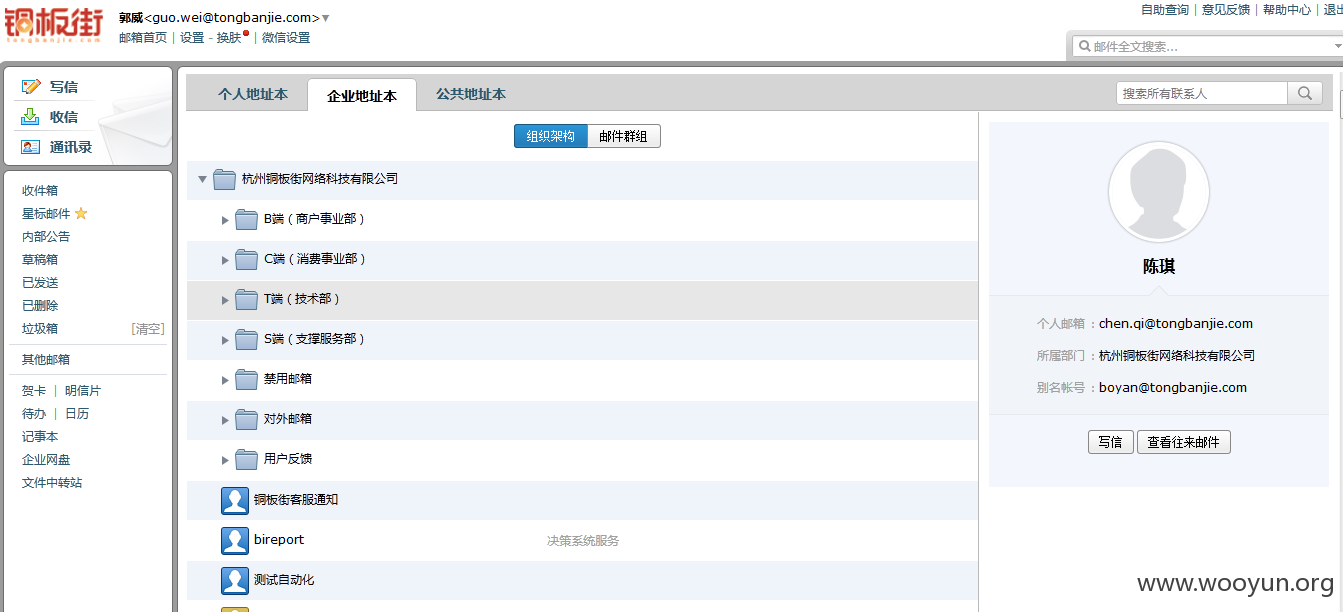 铜板街
tongbanjie.com
郭威<guo.wei@tongbanjie.com>
邮箱首页 | 设置 - 换肤 | 微信设置
自助查询 | 意见反馈 | 帮助中心 | 退出
邮件全文搜索...
写信
收信
通讯录
收件箱
星标邮件
内部公告
草稿箱
已发送
已删除
垃圾箱 [清空]
其他邮箱
贺卡 | 明信片
待办 | 日历
记事本
企业网盘
文件中转站
个人地址本 企业地址本 公共地址本
搜索所有联系人
组织架构 邮件群组
杭州铜板街网络科技有限公司
B端（商户事业部）
C端（消费事业部）
T端（技术部）
S端（支撑服务部）
禁用邮箱
对外邮箱
用户反馈
铜板街客服通知
bireport 决策系统服务
测试自动化
陈琪
个人邮箱：chen.qi@tongbanjie.com
所属部门：杭州铜板街网络科技有限公司
别名帐号：boyan@tongbanjie.com
写信 查看往来邮件
www.wooyun.org